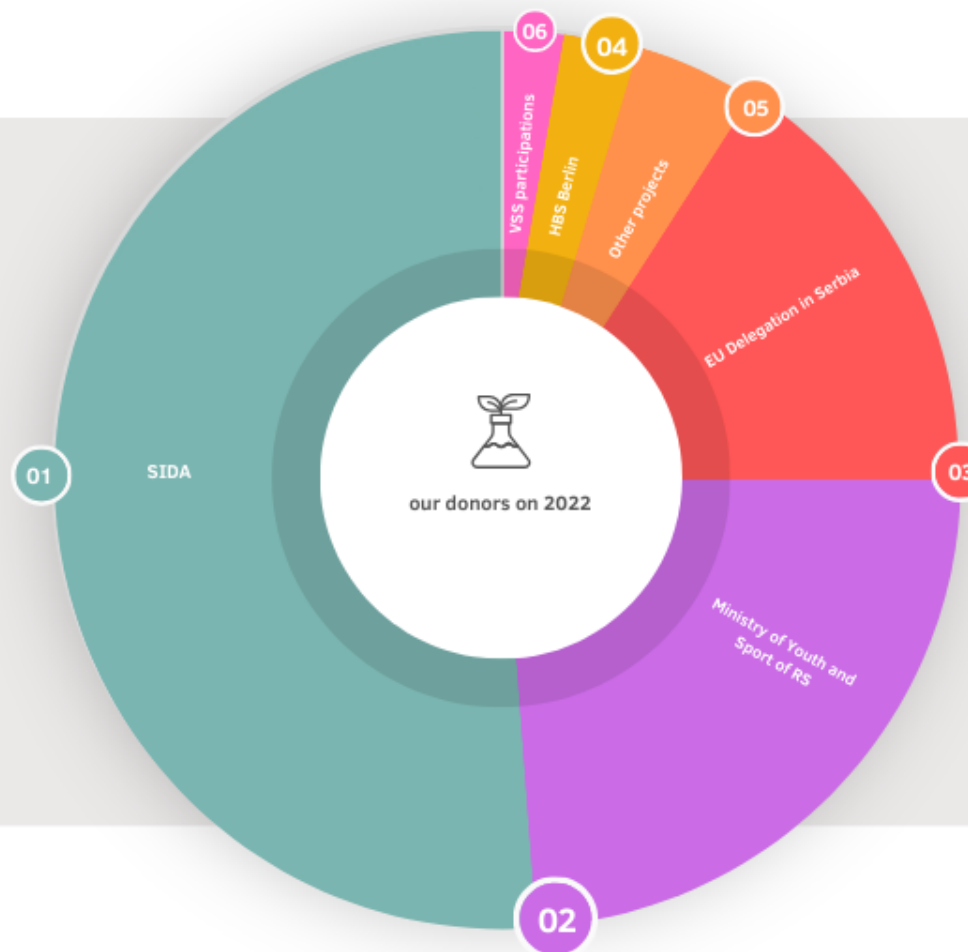 06
04
05
VSS participations
HBS Berlin
Other projects
EU Delegation in Serbia
01
SIDA
our donors on 2022
03
Ministry of Youth and
Sport of RS
02